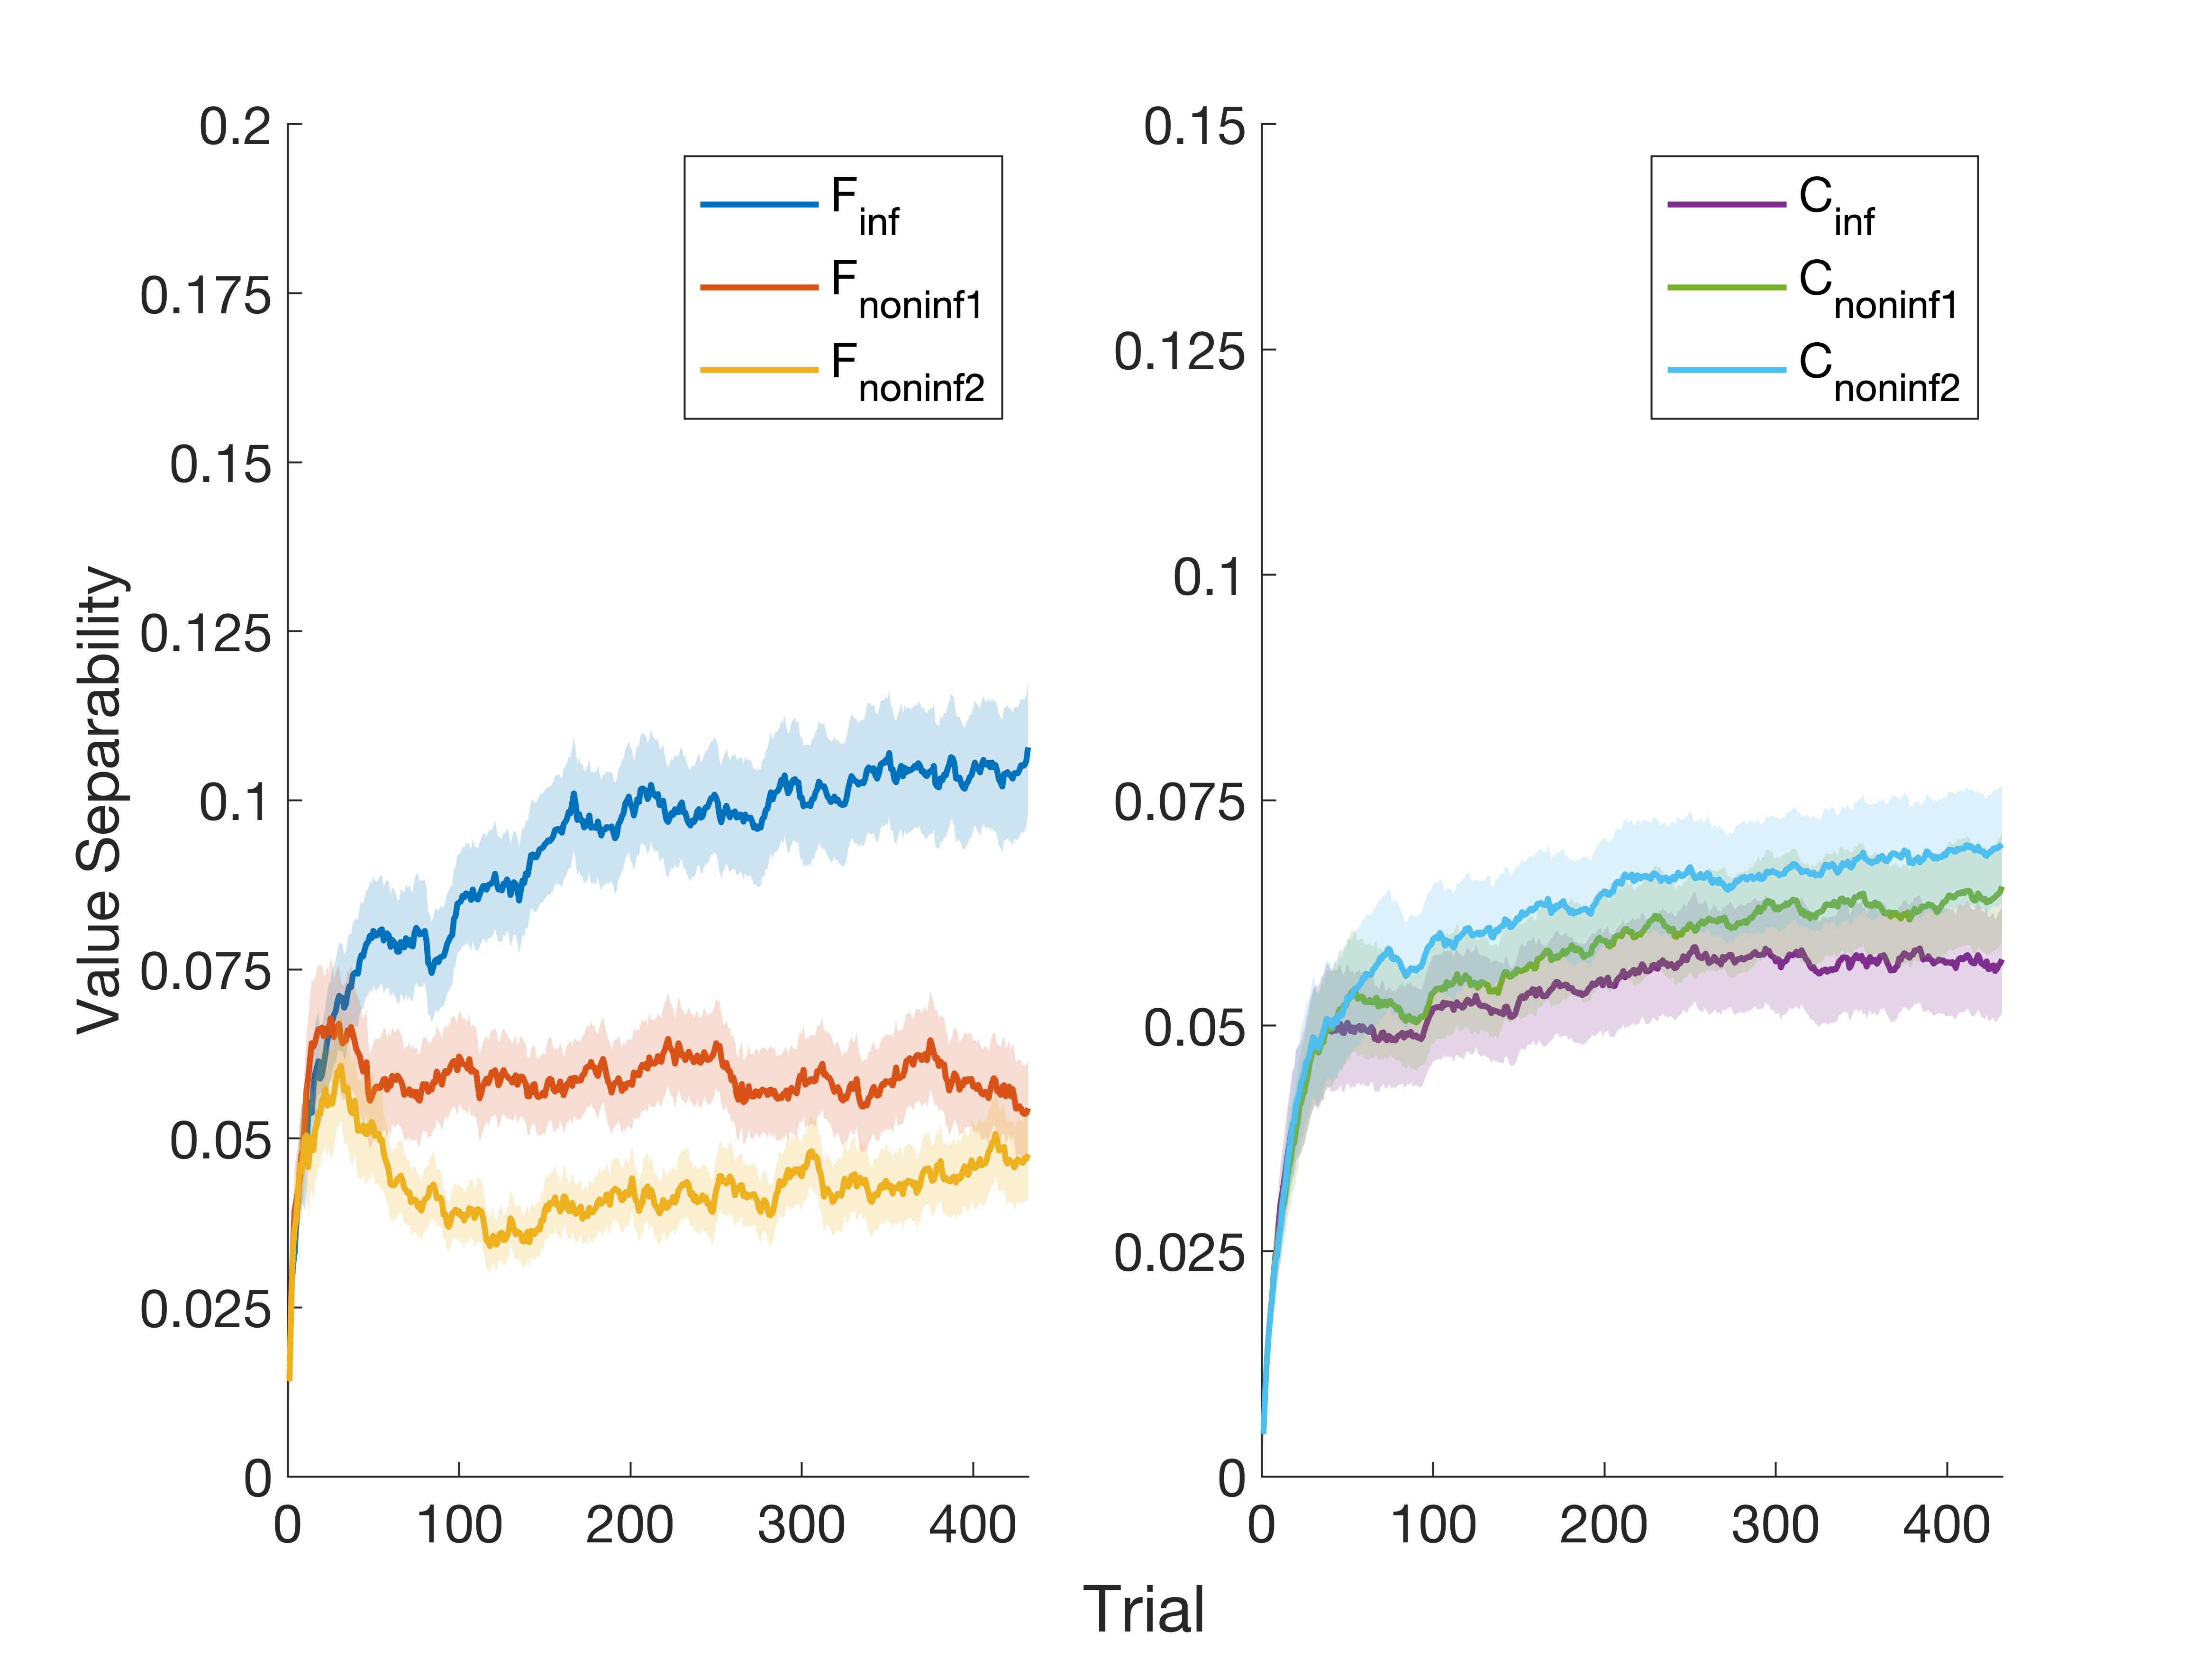 Value Separability
0.2
0.175
0.15
0.125
0.1
0.075
0.05
0.025
0
0 100 200 300 400
F inf
F noninf1
F noninf2
0.15
0.125
0.1
0.075
0.05
0.025
0
0 100 200 300 400
C inf
C noninf1
C noninf2
Trial